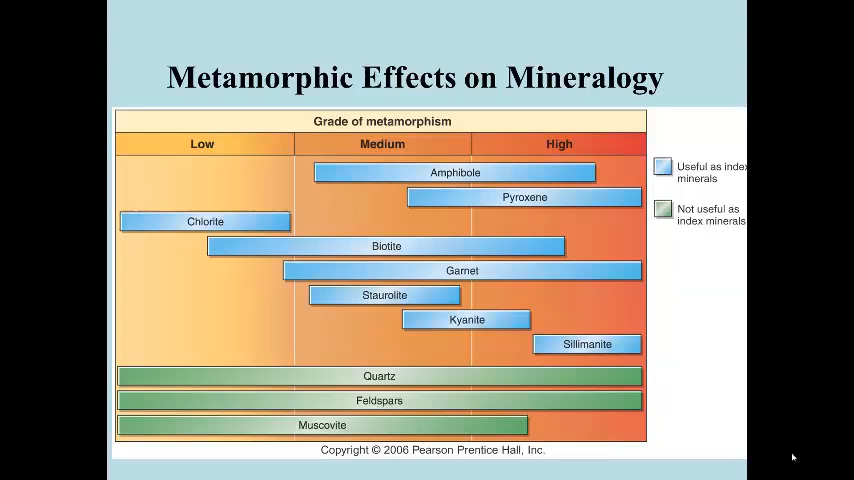 Metamorphic Effects on Mineralogy
Grade of metamorphism
Low Medium High
Amphibole
Useful as index
minerals
Pyroxene
Not useful as
index minerals
Chlorite
Biotite
Garnet
Staurolite
Kyanite
Sillimanite
Quartz
Feldspars
Muscovite
Copyright © 2006 Pearson Prentice Hall, Inc.